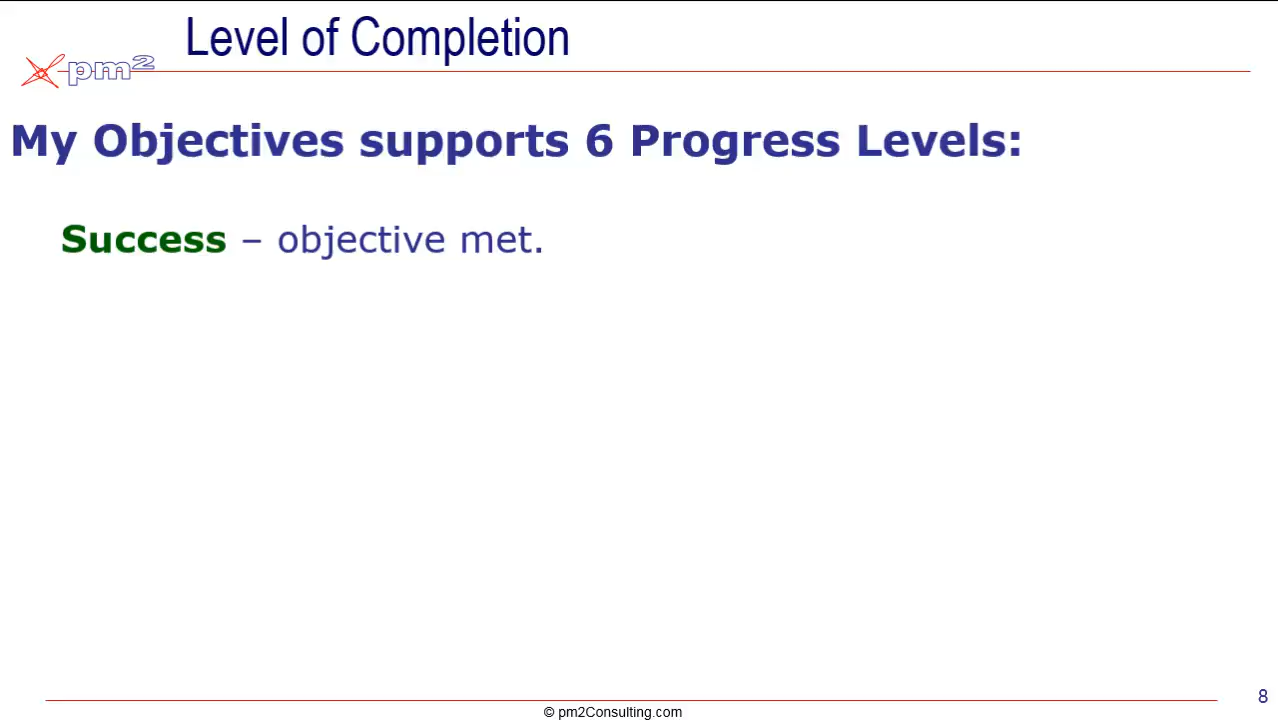 Level of Completion
pm2
My Objectives supports 6 Progress Levels:
Success – objective met.
8
© pm2Consulting.com